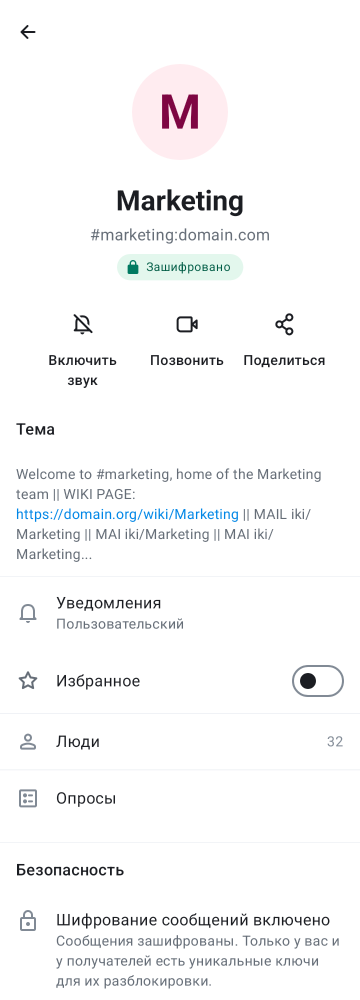 M
Marketing
#marketing:domain.com
Зашифровано
Включить
звук
Позвонить
Поделиться
Тема
Welcome to #marketing, home of the Marketing
team || WIKI PAGE:
https://domain.org/wiki/Marketing || MAIL iki/
Marketing || MAI iki/Marketing || MAI iki/
Marketing...
Уведомления
Пользовательский
Избранное
Люди 32
Опросы
Безопасность
Шифрование сообщений включено
Сообщения зашифрованы. Только у вас и
у получателей есть уникальные ключи
для их разблокировки.